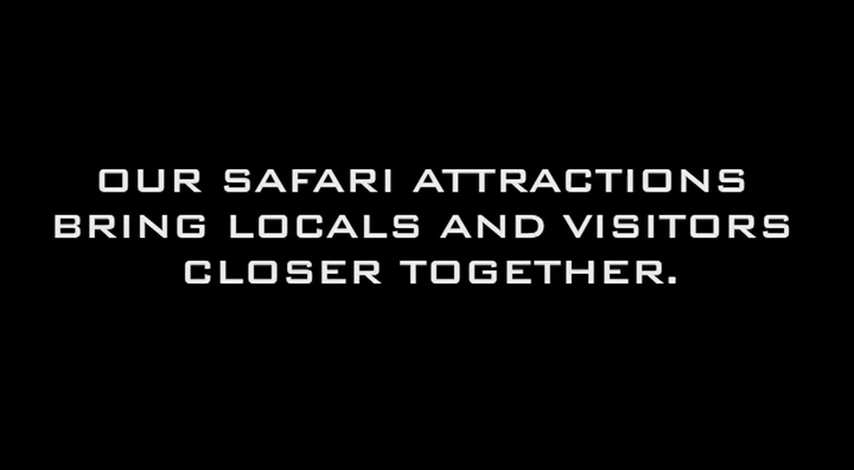 OUR SAFARI ATTRACTIONS
BRING LOCALS AND VISITORS
CLOSER TOGETHER.